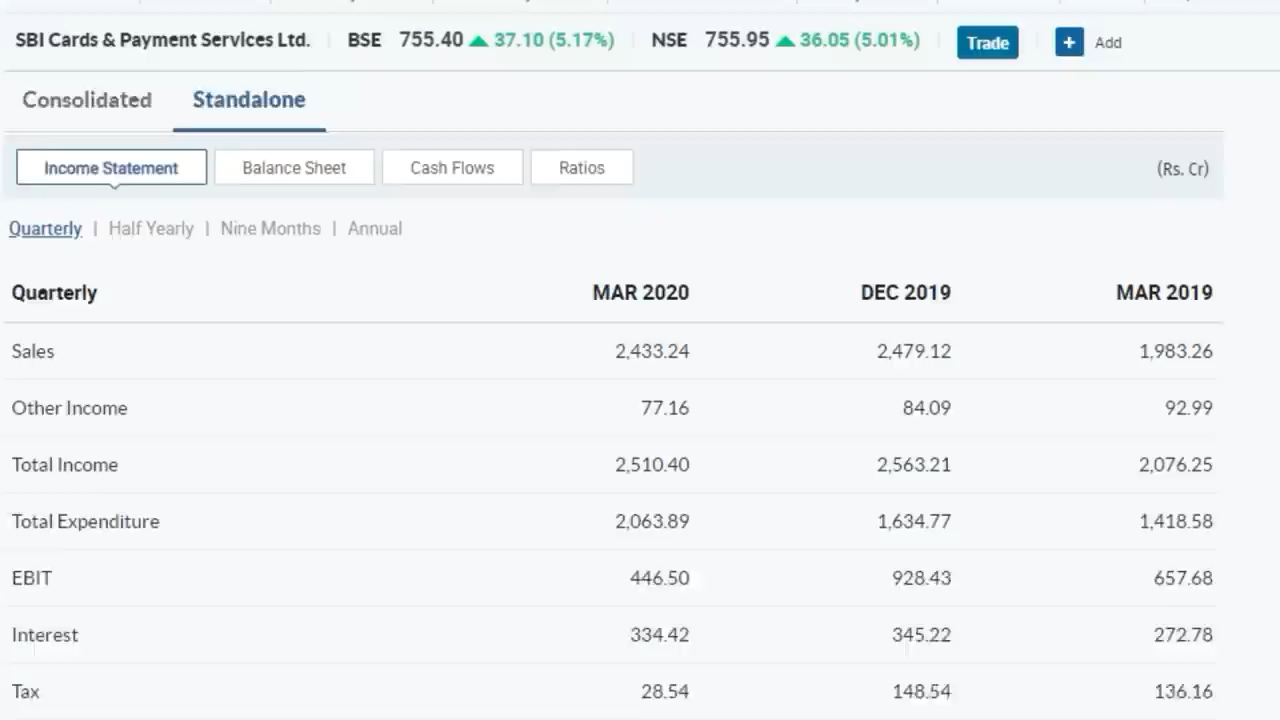 SBI Cards & Payment Services Ltd. BSE 755.40 37.10 (5.17%) NSE 755.95 36.05 (5.01%) Trade + Add
Consolidated Standalone
Income Statement Balance Sheet Cash Flows Ratios (Rs. Cr)
Quarterly | Half Yearly | Nine Months | Annual
Quarterly MAR 2020 DEC 2019 MAR 2019
Sales 2,433.24 2,479.12 1,983.26
Other Income 77.16 84.09 92.99
Total Income 2,510.40 2,563.21 2,076.25
Total Expenditure 2,063.89 1,634.77 1,418.58
EBIT 446.50 928.43 657.68
Interest 334.42 345.22 272.78
Tax 28.54 148.54 136.16